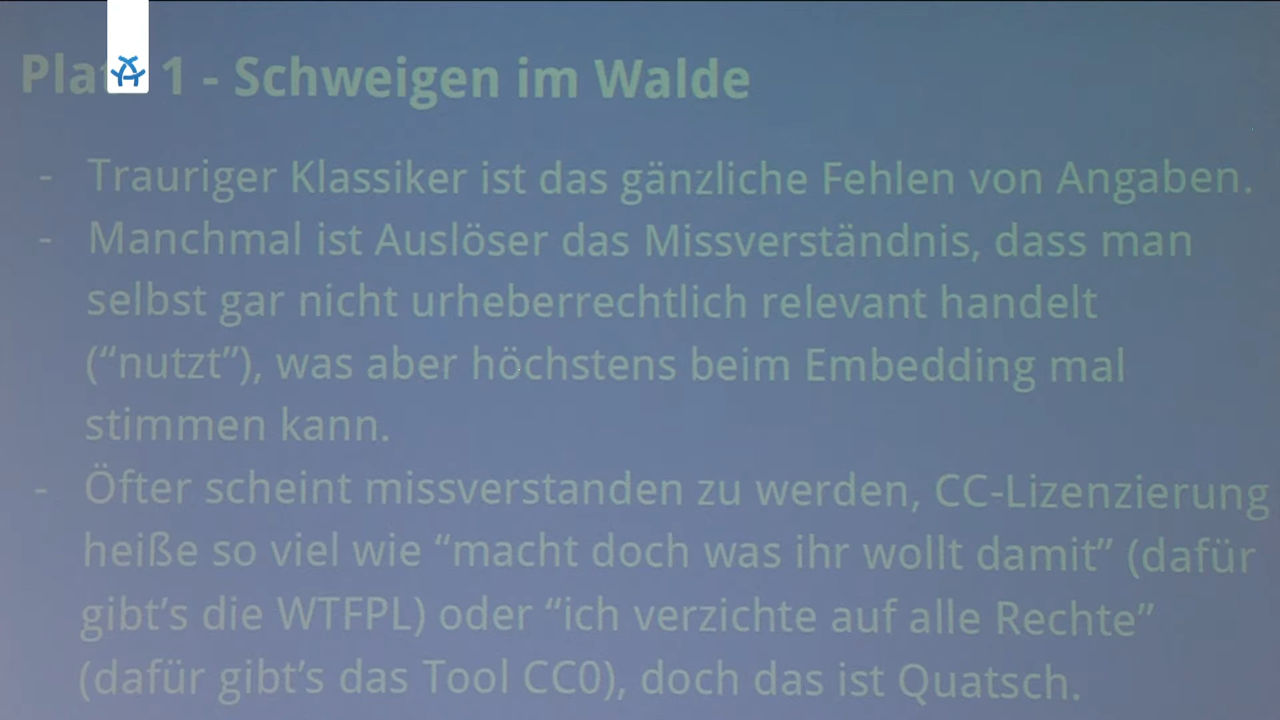 1 - Schweigen im Walde
- Trauriger Klassiker ist das gänzliche Fehlen von Angaben.
- Manchmal ist Auslöser das Missverständnis, dass man
selbst gar nicht urheberrechtlich relevant handelt
(“nutzt”), was aber höchstens beim Embedding mal
stimmen kann.
- Öfter scheint missverstanden zu werden, CC-Lizenzierung
heiße so viel wie “macht doch was ihr wollt damit” (dafür
gibt’s die WTFPL) oder “ich verzichte auf alle Rechte”
(dafür gibt’s das Tool CC0), doch das ist Quatsch.